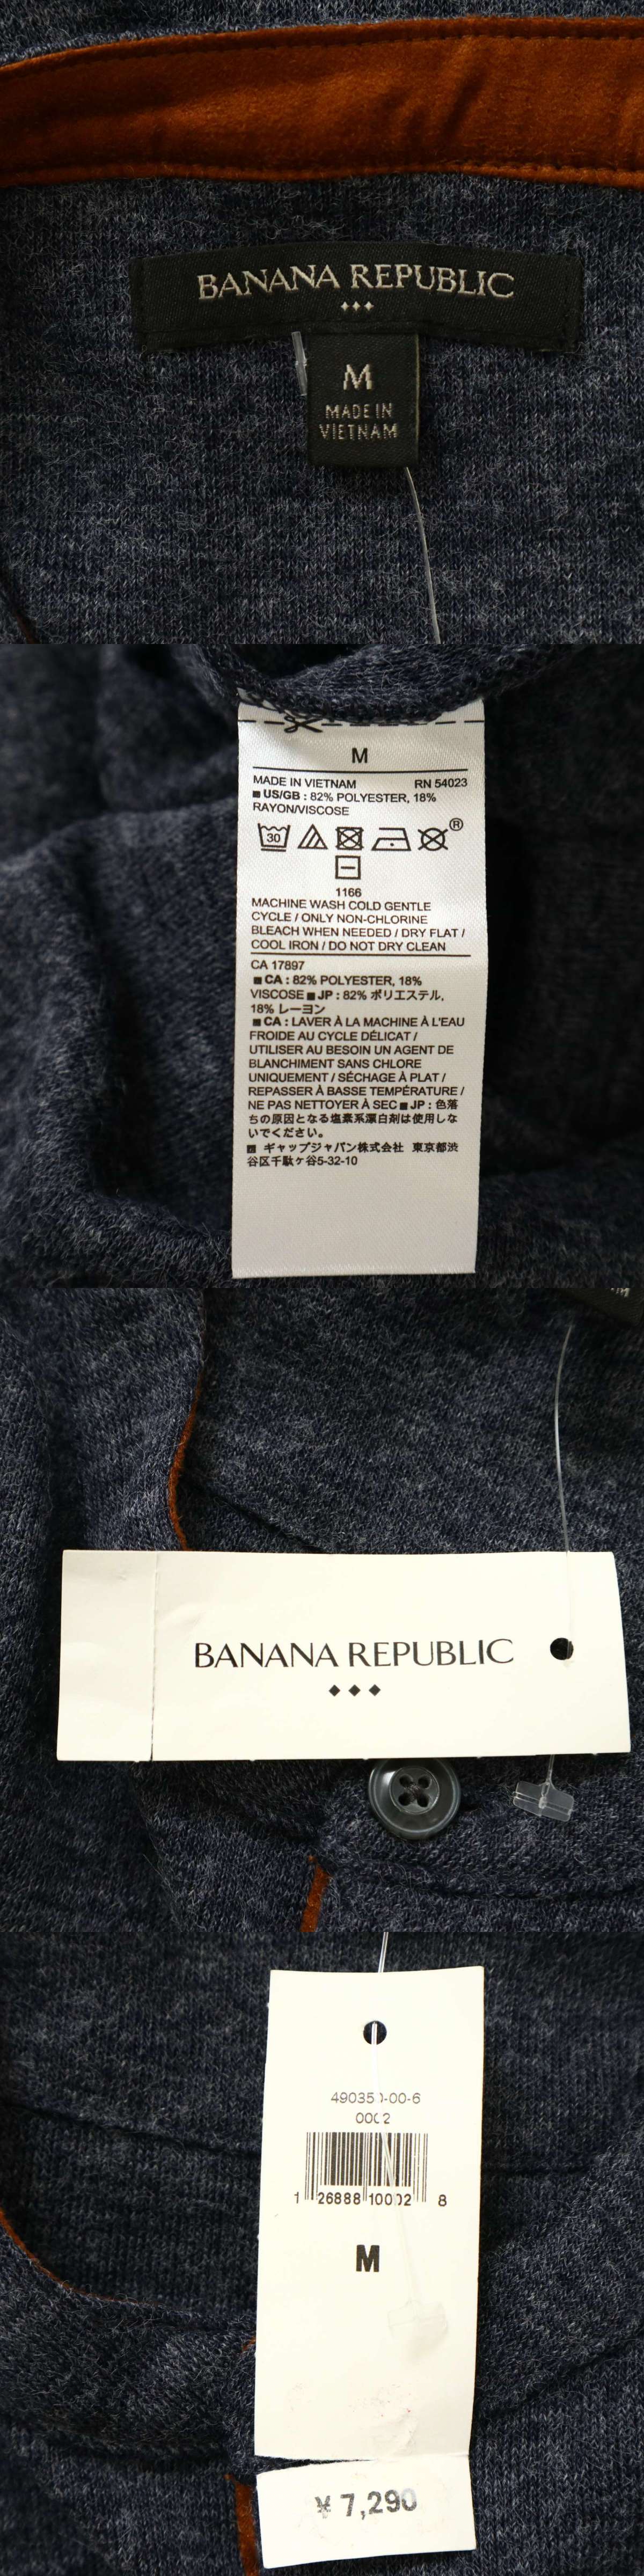 BANANA REPUBLIC
M
MADE IN
VIETNAM
M
MADE IN VIETNAM RN 54023
■ US/GB : 82% POLYESTER, 18%
RAYON/VISCOSE
30
®
1166
MACHINE WASH COLD GENTLE
CYCLE / ONLY NON-CHLORINE
BLEACH WHEN NEEDED / DRY FLAT /
COOL IRON / DO NOT DRY CLEAN
CA 17897
■ CA : 82% POLYESTER, 18%
VISCOSE ■ JP : 82% ポリエステル,
18% レーヨン
■ CA : LAVER À LA MACHINE À L'EAU
FROIDE AU CYCLE DÉLICAT /
UTILISER AU BESOIN UN AGENT DE
BLANCHIMENT SANS CHLORE
UNIQUEMENT / SÉCHAGE À PLAT /
REPASSER À BASSE TEMPÉRATURE /
NE PAS NETTOYER À SEC ■ JP : 色落
ちの原因となる塩素系漂白剤は使用しな
いでください。
■ ギャップジャパン株式会社 東京都渋
谷区千駄ヶ谷5-32-10
BANANA REPUBLIC
1 26888 10002 8
M
¥ 7,290